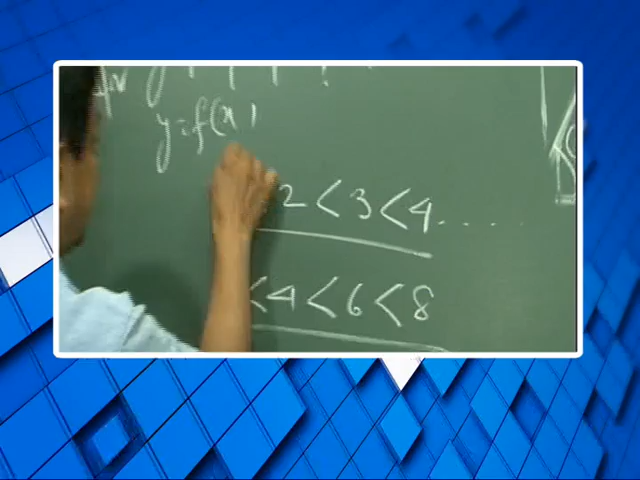 y = f(x)
2 < 3 < 4 . . . .
< 4 < 6 < 8